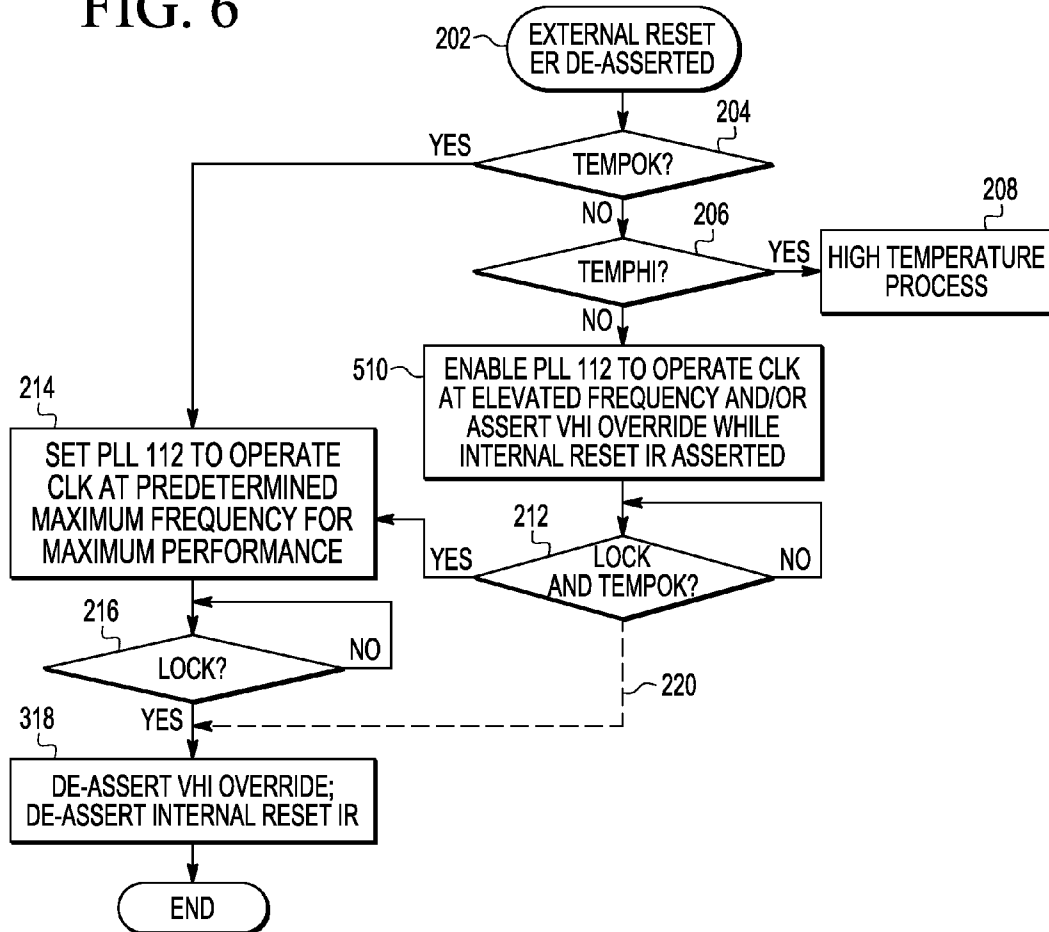 FIG. 6
202
EXTERNAL RESET
ER DE-ASSERTED
204
YES
TEMPOK?
NO
206
208
TEMPHI?
YES
HIGH TEMPERATURE
PROCESS
NO
510
ENABLE PLL 112 TO OPERATE CLK
AT ELEVATED FREQUENCY AND/OR
ASSERT VHI OVERRIDE WHILE
INTERNAL RESET IR ASSERTED
214
SET PLL 112 TO OPERATE
CLK AT PREDETERMINED
MAXIMUM FREQUENCY FOR
MAXIMUM PERFORMANCE
212
YES
LOCK
AND TEMPOK?
NO
216
LOCK?
NO
220
YES
318
DE-ASSERT VHI OVERRIDE;
DE-ASSERT INTERNAL RESET IR
END